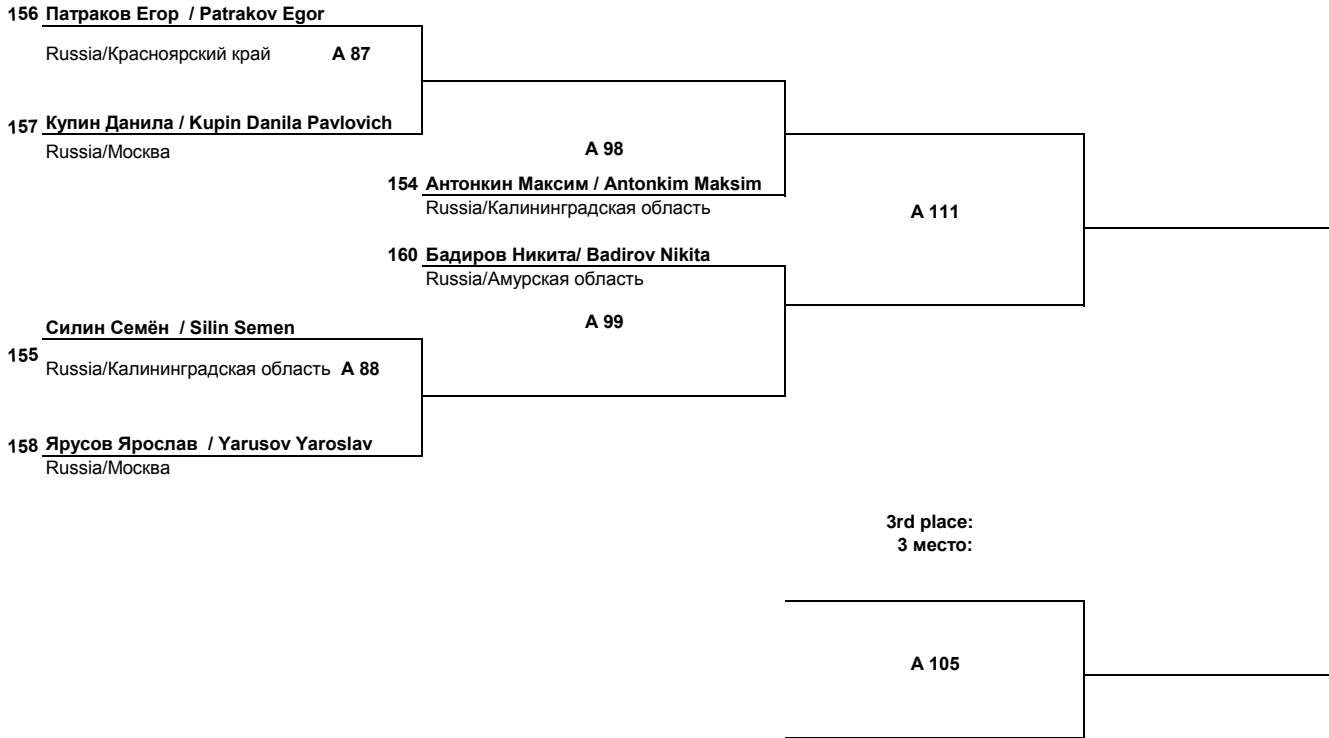 156 Патраков Егор / Patrakov Egor
Russia/Красноярский край A 87
157 Купин Данила / Kupin Danila Pavlovich
Russia/Москва
A 98
154 Антонкин Максим / Antonkim Maksim
Russia/Калининградская область
A 111
160 Бадиров Никита/ Badirov Nikita
Russia/Амурская область
A 99
Силин Семён / Silin Semen
155
Russia/Калининградская область A 88
158 Ярусов Ярослав / Yarusov Yaroslav
Russia/Москва
3rd place:
3 место:
A 105